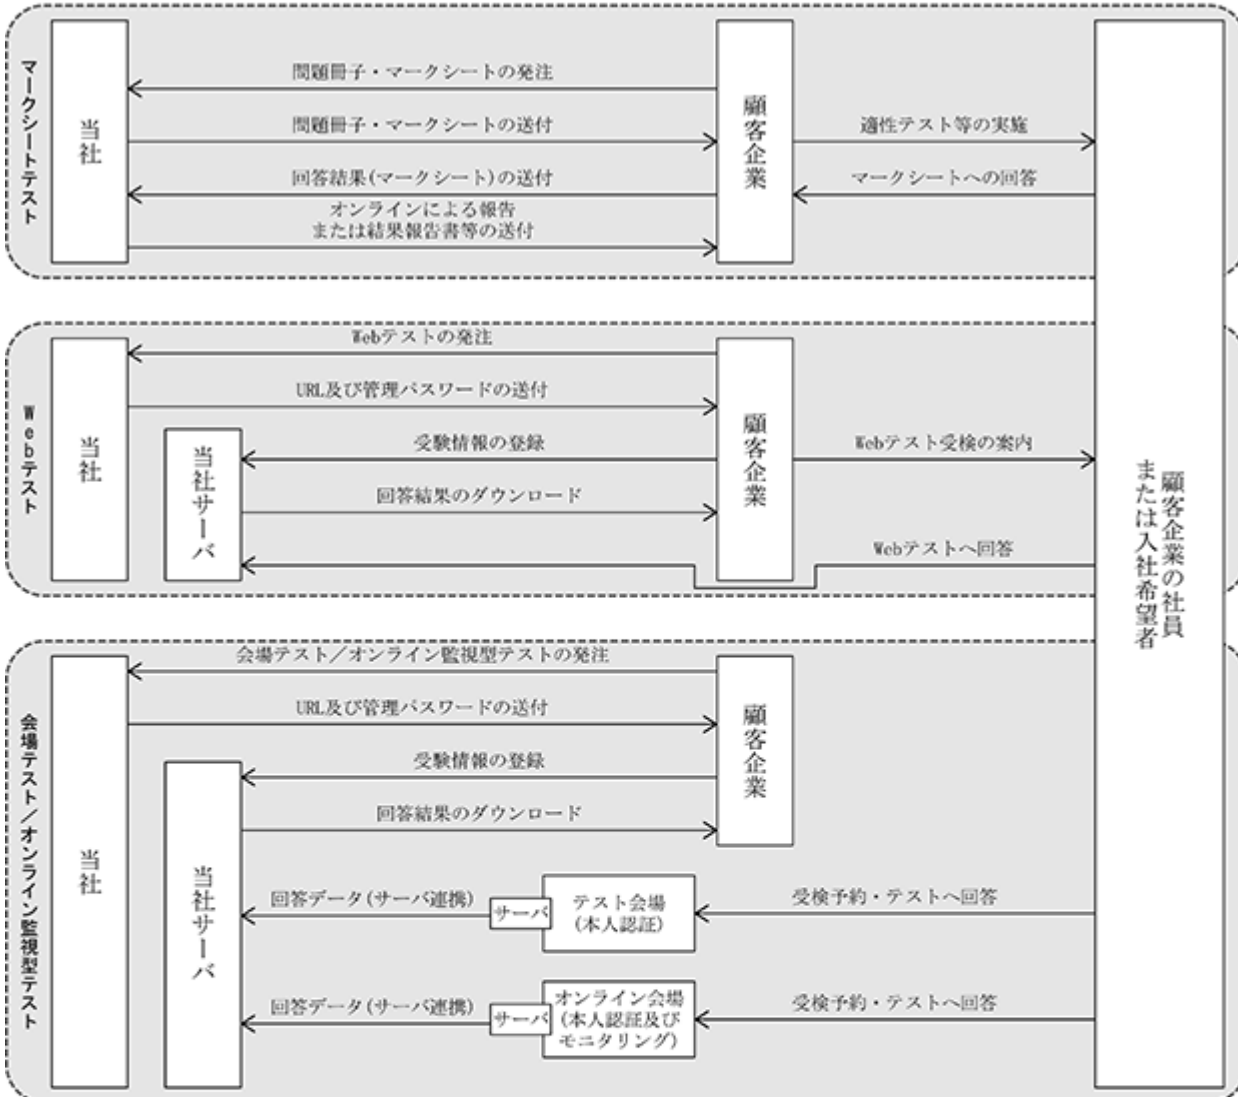 マークシートテスト
当社
問題冊子・マークシートの発注
問題冊子・マークシートの送付
回答結果(マークシート)の送付
オンラインによる報告
または結果報告書等の送付
顧客企業
適性テスト等の実施
マークシートへの回答
Webテスト
当社
当社サーバ
Webテストの発注
URL及び管理パスワードの送付
受験情報の登録
回答結果のダウンロード
顧客企業
Webテスト受検の案内
Webテストへ回答
顧客企業の社員
または入社希望者
会場テスト／オンライン監視型テスト
当社
当社サーバ
会場テスト／オンライン監視型テストの発注
URL及び管理パスワードの送付
受験情報の登録
回答結果のダウンロード
顧客企業
回答データ(サーバ連携)
サーバ
テスト会場
(本人認証)
受検予約・テストへ回答
回答データ(サーバ連携)
サーバ
オンライン会場
(本人認証及び
モニタリング)
受検予約・テストへ回答